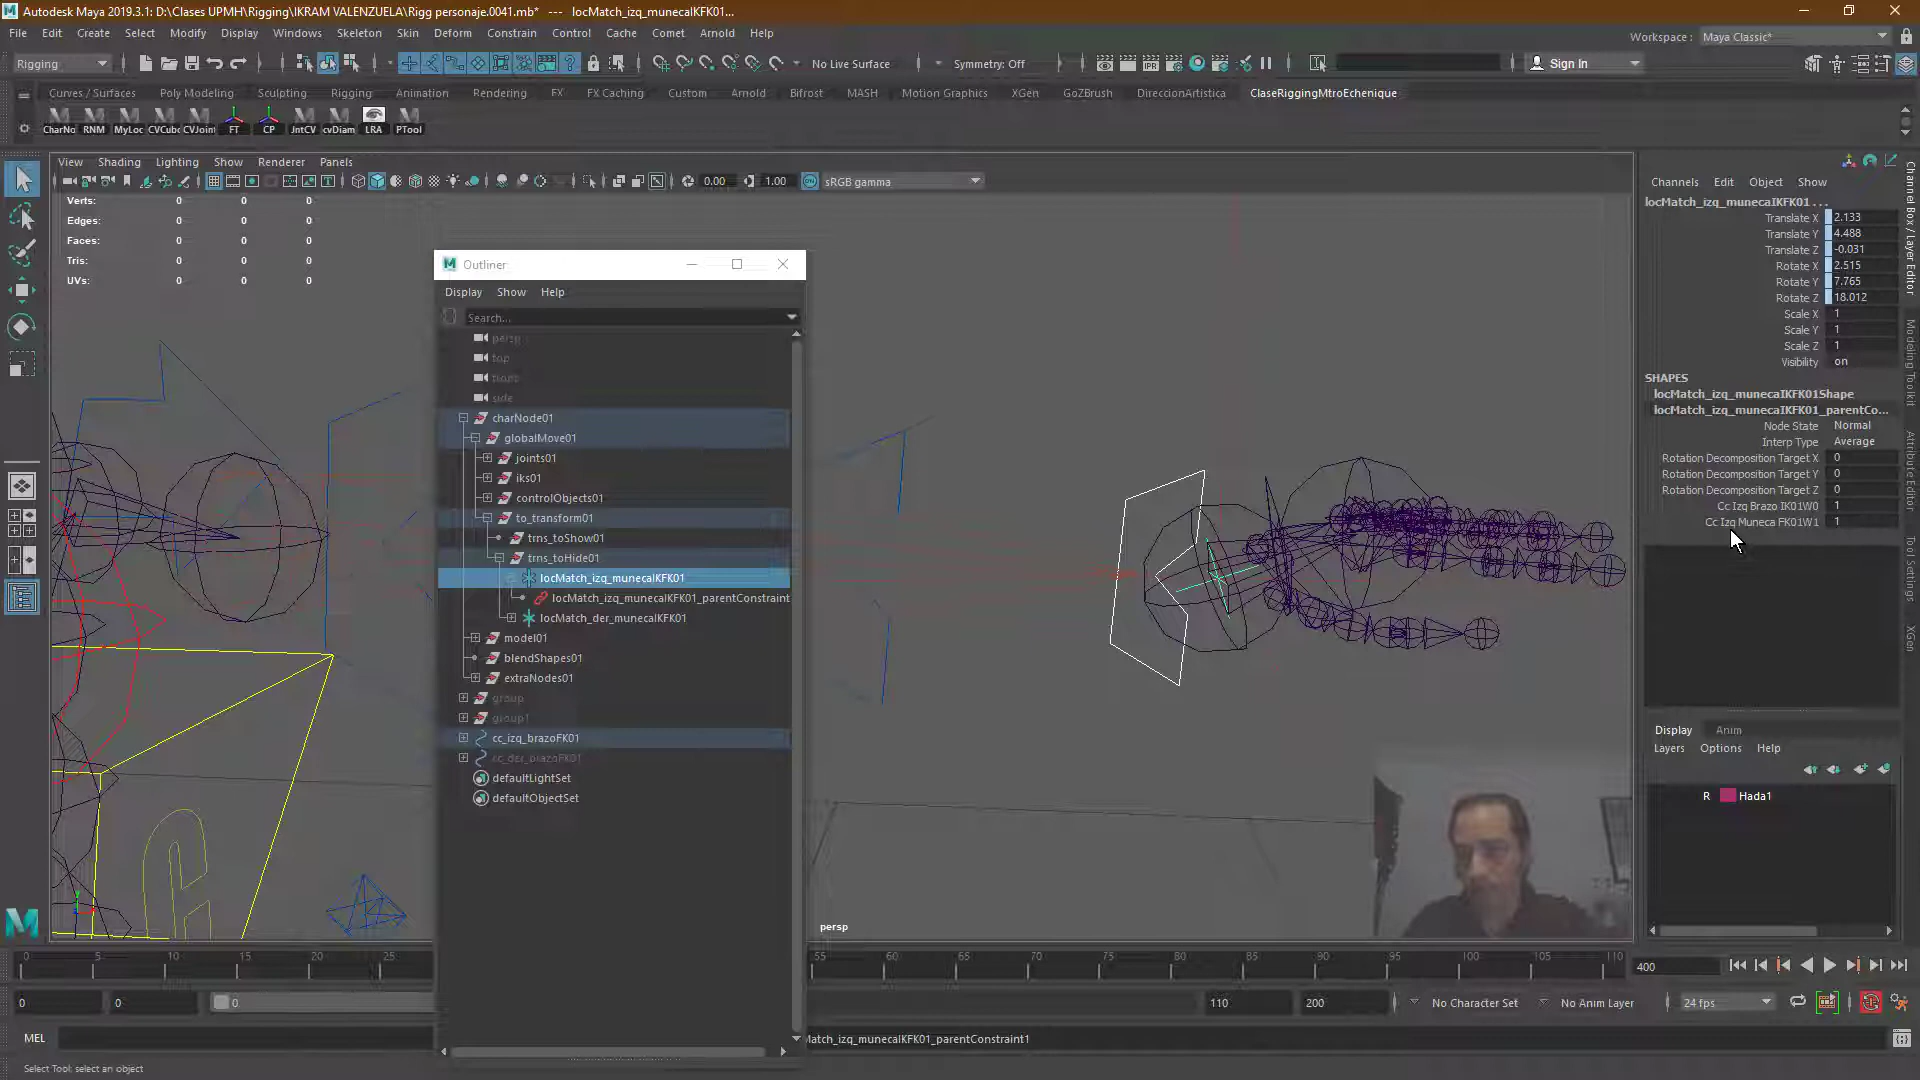 Autodesk Maya 2019.3.1: D:\Clases UPMH\Rigging\IKRAM VALENZUELA\Rigg personaje.0041.mb* --- locMatch_izq_munecaIKFK01...
File Edit Create Select Modify Display Windows Skeleton Skin Deform Constrain Control Cache Comet Arnold Help
Workspace : Maya Classic*
Rigging
No Live Surface
Symmetry: Off
Sign In
Curves / Surfaces Poly Modeling Sculpting Rigging Animation Rendering FX FX Caching Custom Arnold Bifrost MASH Motion Graphics XGen GoZBrush DireccionArtistica ClaseRiggingMtroEchenique
CharNo RNM MyLoc CVCubo CVJoint FT CP JntCV cvDiam LRA PTool
View Shading Lighting Show Renderer Panels
0.00 1.00 sRGB gamma
Verts: 0 0 0
Edges: 0 0 0
Faces: 0 0 0
Tris: 0 0 0
UVs: 0 0 0
Outliner
Display Show Help
Search...
persp
top
front
side
charNode01
globalMove01
joints01
iks01
controlObjects01
to_transform01
trns_toShow01
trns_toHide01
locMatch_izq_munecaIKFK01
locMatch_izq_munecaIKFK01_parentConstraint
locMatch_der_munecaIKFK01
model01
blendShapes01
extraNodes01
group
group1
cc_izq_brazoFK01
cc_der_brazoFK01
defaultLightSet
defaultObjectSet
persp
Channels Edit Object Show
locMatch_izq_munecaIKFK01 ...
Translate X 2.133
Translate Y 4.488
Translate Z -0.031
Rotate X 2.515
Rotate Y 7.765
Rotate Z 18.012
Scale X 1
Scale Y 1
Scale Z 1
Visibility on
SHAPES
locMatch_izq_munecaIKFK01Shape
locMatch_izq_munecaIKFK01_parentCo...
Node State Normal
Interp Type Average
Rotation Decomposition Target X 0
Rotation Decomposition Target Y 0
Rotation Decomposition Target Z 0
Cc Izq Brazo IK01W0 1
Cc Izq Muneca FK01W1 1
Channel Box / Layer Editor
Modeling Toolkit
Attribute Editor
Tool Settings
XGen
Display Anim
Layers Options Help
R Hada1
0 5 10 15 20 25 55 60 65 70 75 80 85 90 95 100 105 110
400
0 0 0 110 200 No Character Set No Anim Layer 24 fps
MEL
Match_izq_munecaIKFK01_parentConstraint1
Select Tool: select an object